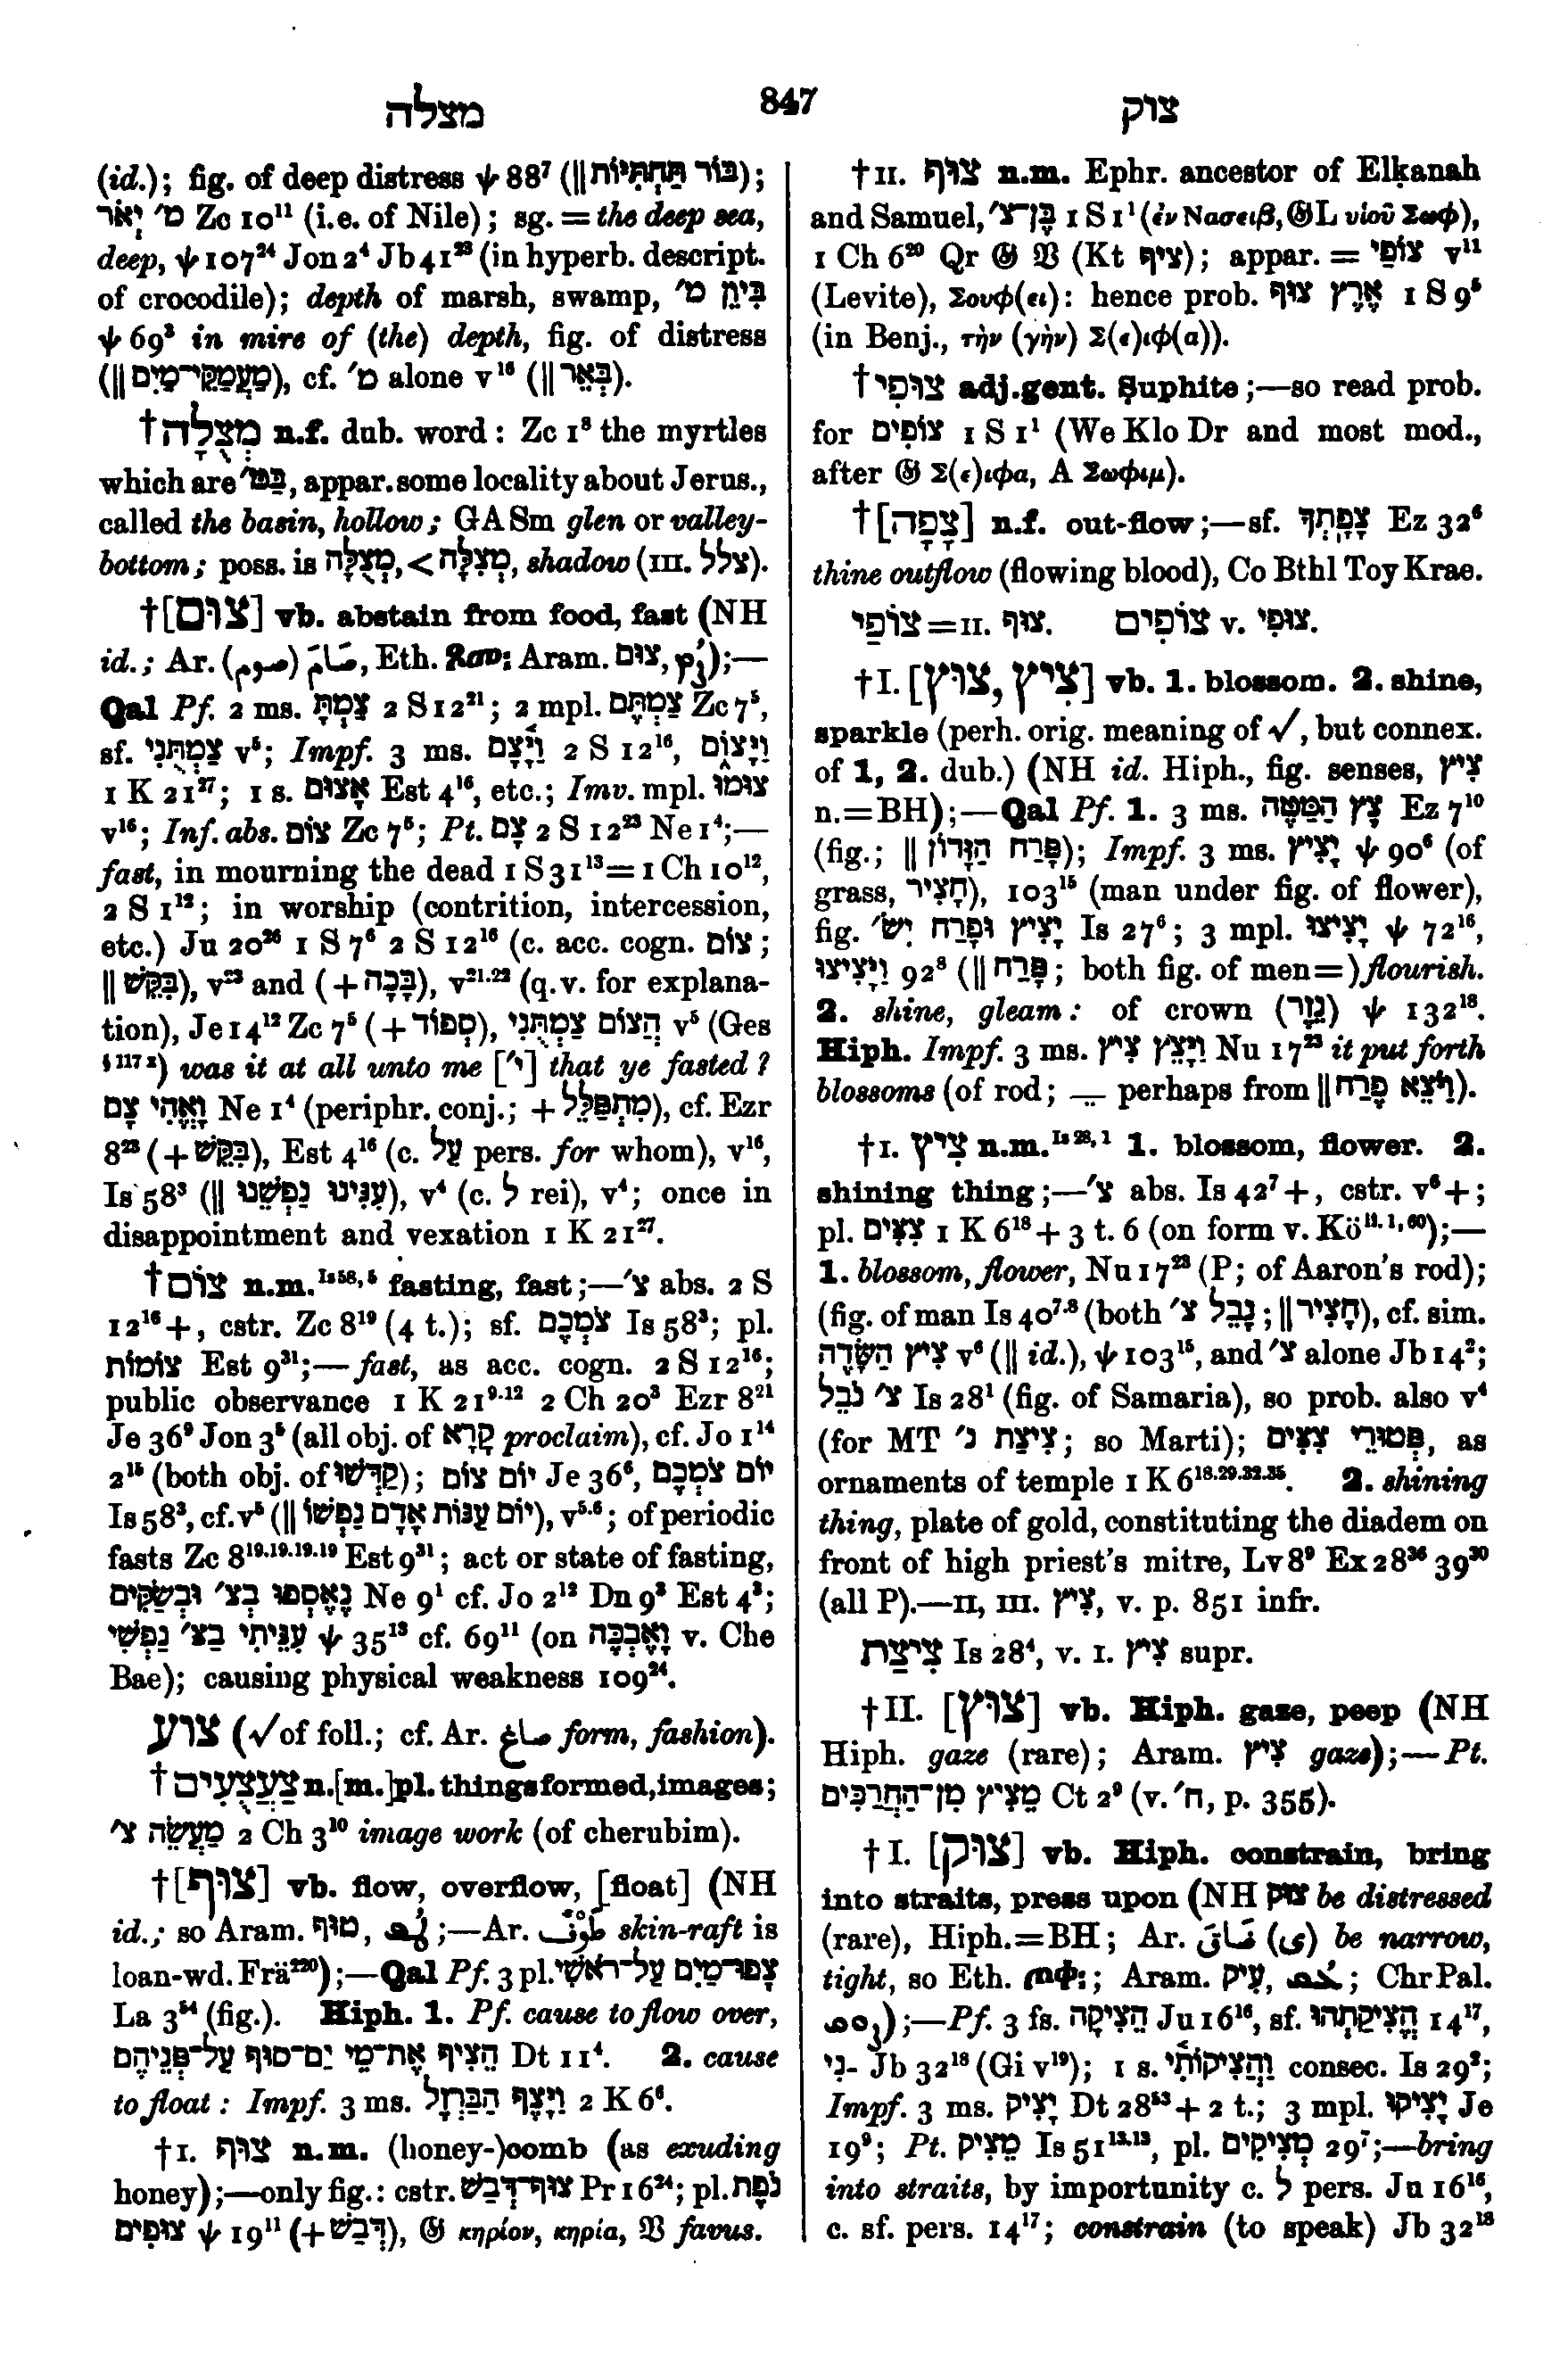 מצלה
847
צוק
(id.); fig. of deep distress ψ 88⁷ (‖בּוֹר תַּחְתִּיּוֹת);
מ׳ יְאֹר Zc 10¹¹ (i.e. of Nile); sg. = the deep sea,
deep, ψ 107²⁴ Jon 2⁴ Jb 41²³ (in hyperb. descript.
of crocodile); depth of marsh, swamp, בִּיוֵן מ׳
ψ 69³ in mire of (the) depth, fig. of distress
(‖מַעֲמַקֵּי־מַיִם), cf. מ׳ alone v¹⁶ (‖בְּאֵר).
†מְצֻלָה n.f. dub. word : Zc 1⁸ the myrtles
which are בַּמּ׳, appar. some locality about Jerus.,
called the basin, hollow; GASm glen or valley-
bottom; poss. is מְצֻלָּה, < מְצִלָּה, shadow (III. צלל).
†[צוּם] vb. abstain from food, fast (NH
id.; Ar. صَامَ (صوم), Eth. ጾመ: Aram. צוּם, ܨܳܡ);—
Qal Pf. 2 ms. צַמְתָּ 2 S 12²¹; 2 mpl. צַמְתֶּם Zc 7⁵,
sf. צַמְתֻּנִי v⁵; Impf. 3 ms. וַיָּ֫צָם 2 S 12¹⁶, וַיָּצוֹם
1 K 21²⁷; 1 s. אָצוּם Est 4¹⁶, etc.; Imv. mpl. צוּמוּ
v¹⁶; Inf. abs. צוֹם Zc 7⁵; Pt. צָם 2 S 12²³ Ne 1⁴;—
fast, in mourning the dead 1 S 31¹³ = 1 Ch 10¹²,
2 S 1¹²; in worship (contrition, intercession,
etc.) Ju 20²⁶ 1 S 7⁶ 2 S 12¹⁶ (c. acc. cogn. צוֹם;
‖ בִּקֵּשׁ), v²³ and (+ בָּכָה), v²¹·²² (q.v. for explana-
tion), Je 14¹² Zc 7⁵ (+ סְפוֹד), הֲצוֹם צַמְתֻּנִי v⁵ (Ges
§ 117 x) was it at all unto me [י׳] that ye fasted?
וָאֱהִי צָם Ne 1⁴ (periphr. conj.; + מִתְפַּלֵּל), cf. Ezr
8²³ (+ בִּקֵּשׁ), Est 4¹⁶ (c. עַל pers. for whom), v¹⁶,
Is 58³ (‖ עִנִּינוּ נַפְשֵׁנוּ), v⁴ (c. לְ rei), v⁴; once in
disappointment and vexation 1 K 21²⁷.
†צוֹם n.m. Is 58, 5 fasting, fast;—צ׳ abs. 2 S
12¹⁶ +, cstr. Zc 8¹⁹ (4 t.); sf. צֹמְכֶם Is 58³; pl.
צוֹמוֹת Est 9³¹;— fast, as acc. cogn. 2 S 12¹⁶;
public observance 1 K 21⁹·¹² 2 Ch 20³ Ezr 8²¹
Je 36⁹ Jon 3⁵ (all obj. of קָרָא proclaim), cf. Jo 1¹⁴
2¹⁵ (both obj. of קַדְּשׁוּ); יוֹם צוֹם Je 36⁶, יוֹם צֹמְכֶם
Is 58³, cf. v⁵ (‖ יוֹם עַנּוֹת אָדָם נַפְשׁוֹ), v⁵·⁶; of periodic
fasts Zc 8¹⁹·¹⁹·¹⁹·¹⁹ Est 9³¹; act or state of fasting,
נֶאֶסְפוּ בְצ׳ וּבְשַׂקִּים Ne 9¹ cf. Jo 2¹² Dn 9³ Est 4³;
עִנֵּיתִי בַצ׳ נַפְשִׁי ψ 35¹³ cf. 69¹¹ (on וָאֶבְכֶּה v. Che
Bae); causing physical weakness 109²⁴.
צוע (√ of foll.; cf. Ar. صاغ form, fashion).
†צַעֲצֻעִים n.[m.]pl. things formed, images;
מַעֲשֵׂה צ׳ 2 Ch 3¹⁰ image work (of cherubim).
†[צוּף] vb. flow, overflow, [float] (NH
id.; so Aram. טוּף, ܛܳܦ;—Ar. طَوْفٌ skin-raft is
loan-wd. Frä²²⁰);—Qal Pf. 3 pl. צָפוּ־מַיִם עַל־רֹאשִׁי
La 3⁵⁴ (fig.). Hiph. 1. Pf. cause to flow over,
הֵצִיף אֶת־מֵי יַם־סוּף עַל־פְּנֵיהֶם Dt 11⁴. 2. cause
to float : Impf. 3 ms. וַיָּצֶף הַבַּרְזֶל 2 K 6⁶.
†I. צוּף n.m. (honey-)comb (as exuding
honey);—only fig.: cstr. צוּף־דְּבַשׁ Pr 16²⁴; pl. נֹפֶת
צוּפִים ψ 19¹¹ (+ דְּבַשׁ), 𝔊 κηρίον, κηρία, 𝔙 favus.
†II. צוּף n.m. Ephr. ancestor of Elḳanah
and Samuel, בֶּן־צ׳ 1 S 1¹ (ἐν Νασειβ, 𝔊L υἱοῦ Σωφ),
1 Ch 6²⁰ Qr 𝔊 𝔙 (Kt ציף); appar. = צוֹפַי v¹¹
(Levite), Σουφ(ει): hence prob. אֶרֶץ צוּף 1 S 9⁵
(in Benj., τὴν (γὴν) Σ(ε)ιφ(α)).
†צוּפִי adj.gent. Ṣuphite;—so read prob.
for צוֹפִים 1 S 1¹ (We Klo Dr and most mod.,
after 𝔊 Σ(ε)ιφα, A Σωφιμ).
†[צָפָה] n.f. out-flow;—sf. צָפָתְךָ Ez 32⁶
thine outflow (flowing blood), Co Bthl Toy Krae.
צוֹפַי = II. צוּף. צוֹפִים v. צוּפִי.
†I. [צוּץ, צִיץ] vb. 1. blossom. 2. shine,
sparkle (perh. orig. meaning of √, but connex.
of 1, 2. dub.) (NH id. Hiph., fig. senses, צִיץ
n.=BH);—Qal Pf. 1. 3 ms. צָץ הַמַּטֶּה Ez 7¹⁰
(fig.; ‖ פָּרַח הַזָּדוֹן); Impf. 3 ms. יָצִיץ ψ 90⁶ (of
grass, חָצִיר), 103¹⁵ (man under fig. of flower),
fig. יָצִיץ וּפָרַח יִשׂ׳ Is 27⁶; 3 mpl. יָצִיצוּ ψ 72¹⁶,
וַיָּצִיצוּ 92⁸ (‖ פָּרַח; both fig. of men=) flourish.
2. shine, gleam : of crown (נֵזֶר) ψ 132¹⁸.
Hiph. Impf. 3 ms. וַיָּצֵץ צִיץ Nu 17²³ it put forth
blossoms (of rod; ֵ perhaps from ‖ וַיֹּצֵא פֶרַח).
†I. צִיץ n.m. Is 28, 1 1. blossom, flower. 2.
shining thing;—צ׳ abs. Is 42⁷ +, cstr. v⁶ +;
pl. צִצִּים 1 K 6¹⁸ + 3 t. 6 (on form v. Kö ii. 1, 60);—
1. blossom, flower, Nu 17²³ (P; of Aaron's rod);
(fig. of man Is 40⁷·⁸ (both נָבֵל צ׳; ‖ חָצִיר), cf. sim.
צִיץ הַשָּׂדֶה v⁶ (‖ id.), ψ 103¹⁵, and צ׳ alone Jb 14²;
צ׳ נֹבֵל Is 28¹ (fig. of Samaria), so prob. also v⁴
(for MT צִיצַת נ׳; so Marti); פְּטוּרֵי צִצִּים, as
ornaments of temple 1 K 6¹⁸·²⁹·³²·³⁵. 2. shining
thing, plate of gold, constituting the diadem on
front of high priest's mitre, Lv 8⁹ Ex 28³⁶ 39³⁰
(all P).—II, III. צִיץ, v. p. 851 infr.
צִיצַת Is 28⁴, v. I. צִיץ supr.
†II. [צוּץ] vb. Hiph. gaze, peep (NH
Hiph. gaze (rare); Aram. צִיץ gaze);—Pt.
מֵצִיץ מִן־הַחֲרַכִּים Ct 2⁹ (v. ח׳, p. 355).
†I. [צוּק] vb. Hiph. constrain, bring
into straits, press upon (NH צוּק be distressed
(rare), Hiph.=BH; Ar. ضَاقَ (ى) be narrow,
tight, so Eth. ጦቀ፡; Aram. עִיק, ܥܳܩ; ChrPal.
ܨܘܩ);—Pf. 3 fs. הֵצִיקָה Ju 16¹⁶, sf. הֱצִיקַתְהוּ 14¹⁷,
נִי- Jb 32¹⁸ (Gi v¹⁹); 1 s. וַהֲצִיקוֹתִ֫י consec. Is 29²;
Impf. 3 ms. יָצִיק Dt 28⁵³ + 2 t.; 3 mpl. יָצִיקוּ Je
19⁹; Pt. מֵצִיק Is 51¹³·¹³, pl. מְצִיקִים 29⁷;—bring
into straits, by importunity c. לְ pers. Ju 16¹⁶,
c. sf. pers. 14¹⁷; constrain (to speak) Jb 32¹⁸